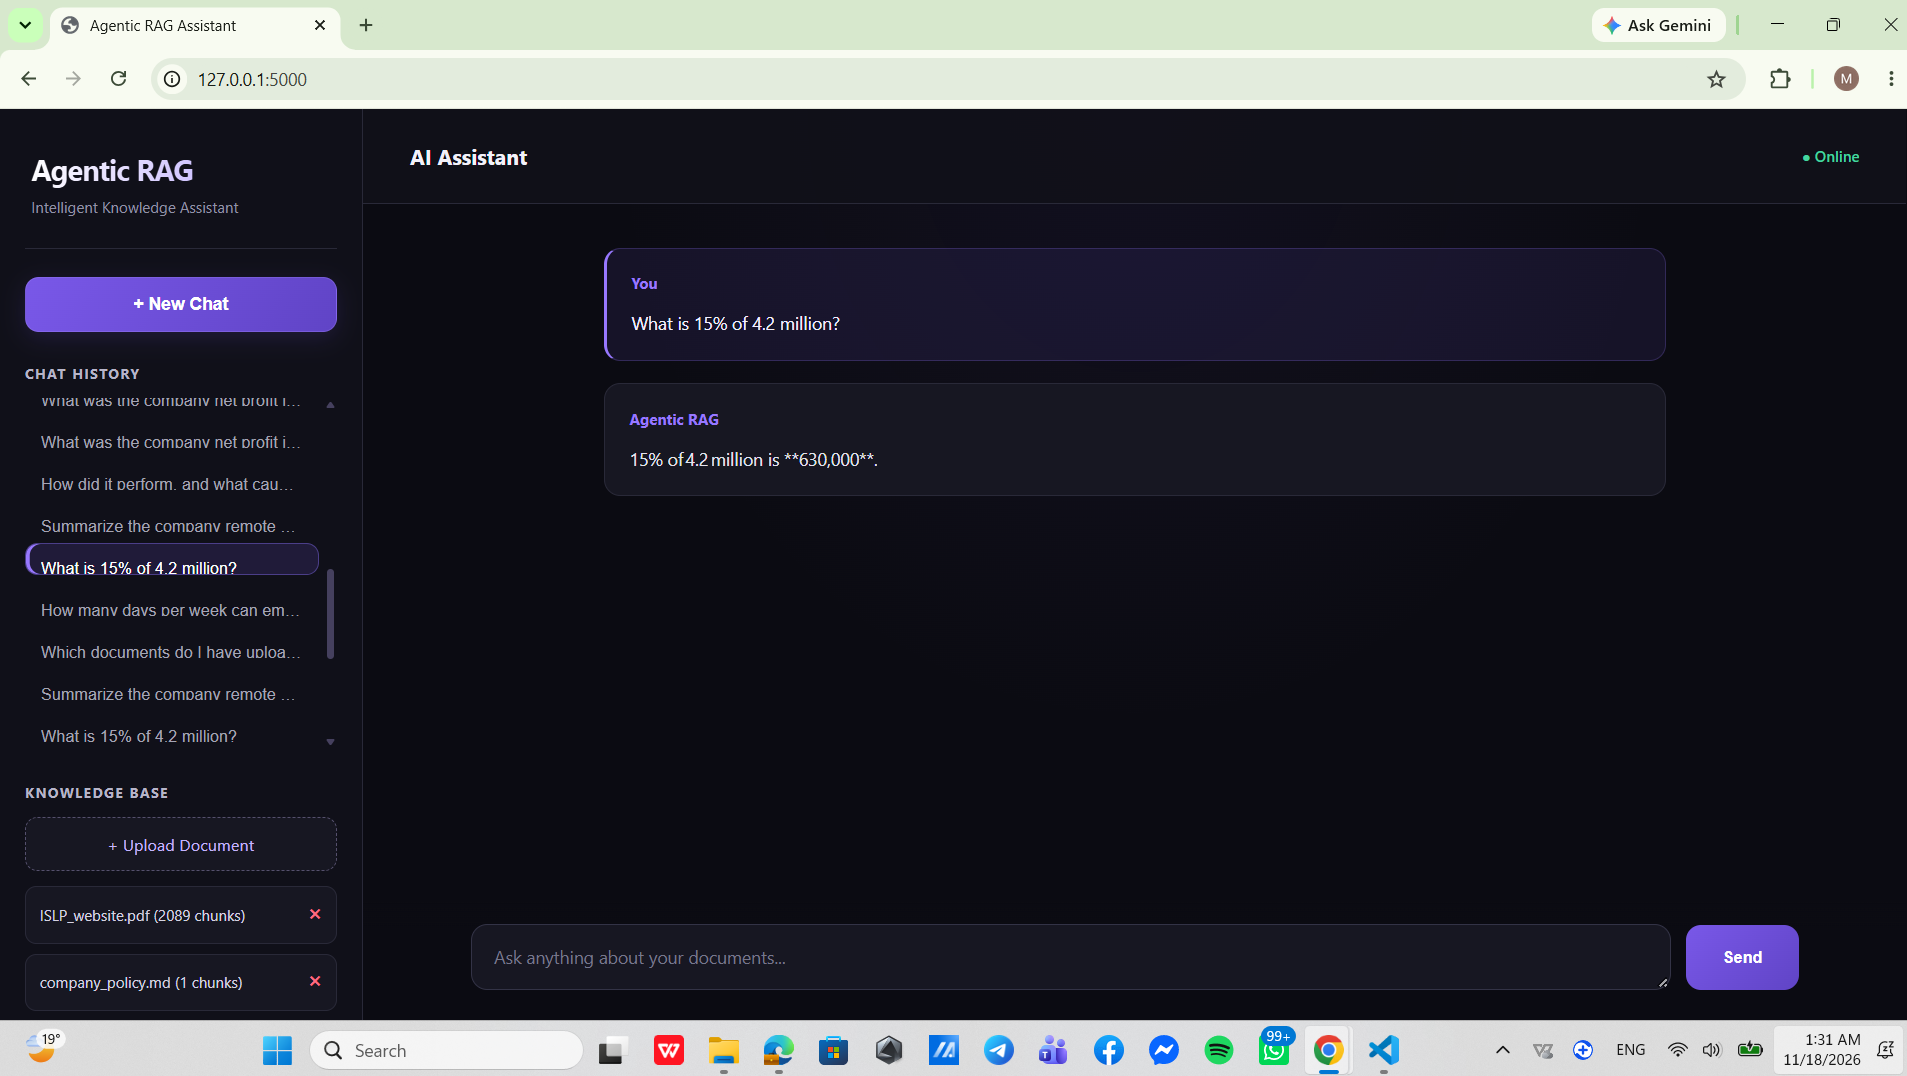 Agentic RAG Assistant
Ask Gemini
127.0.0.1:5000
M
Agentic RAG
Intelligent Knowledge Assistant
+ New Chat
CHAT HISTORY
What was the company net profit i...
What was the company net profit i...
How did it perform, and what cau...
Summarize the company remote ...
What is 15% of 4.2 million?
How many days per week can em...
Which documents do I have uploa...
Summarize the company remote ...
What is 15% of 4.2 million?
KNOWLEDGE BASE
+ Upload Document
ISLP_website.pdf (2089 chunks)
company_policy.md (1 chunks)
AI Assistant
Online
You
What is 15% of 4.2 million?
Agentic RAG
15% of 4.2 million is **630,000**.
Ask anything about your documents...
Send
19°
Search
99+
ENG
1:31 AM
11/18/2026